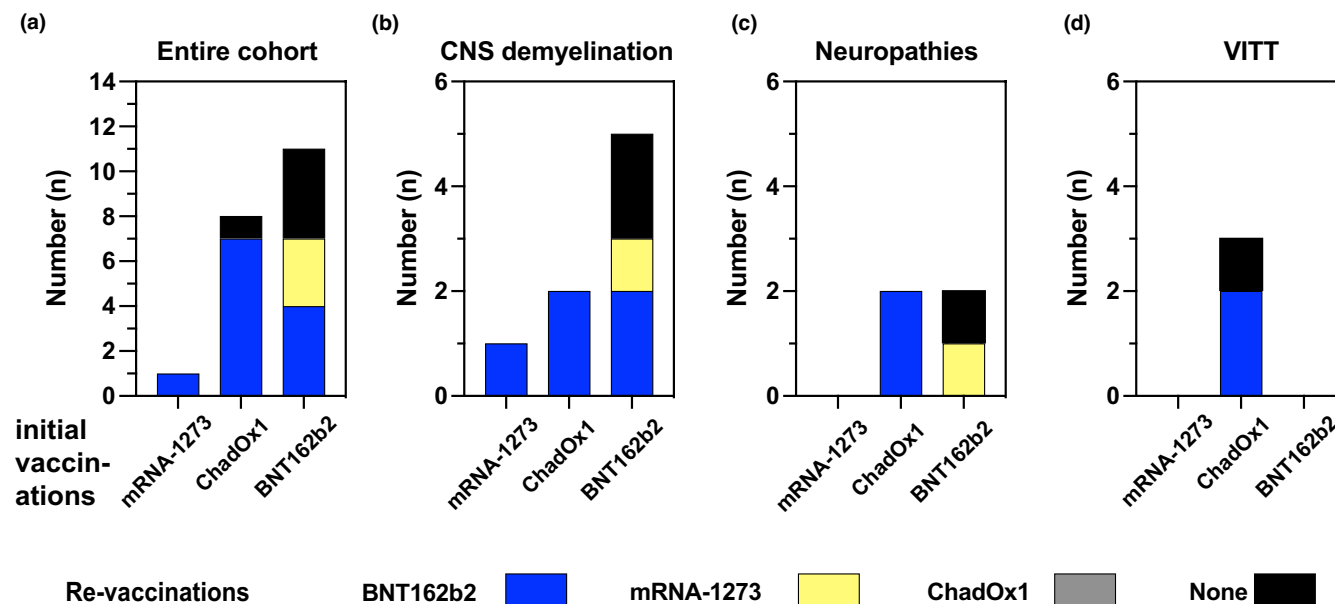 (a)
Entire cohort
Number (n)
14
12
10
8
6
4
2
0
mRNA-1273
ChadOx1
BNT162b2
initial
vaccin-
ations
(b)
CNS demyelination
Number (n)
6
4
2
0
mRNA-1273
ChadOx1
BNT162b2
(c)
Neuropathies
Number (n)
6
4
2
0
mRNA-1273
ChadOx1
BNT162b2
(d)
VITT
Number (n)
6
4
2
0
mRNA-1273
ChadOx1
BNT162b2
Re-vaccinations BNT162b2 mRNA-1273 ChadOx1 None